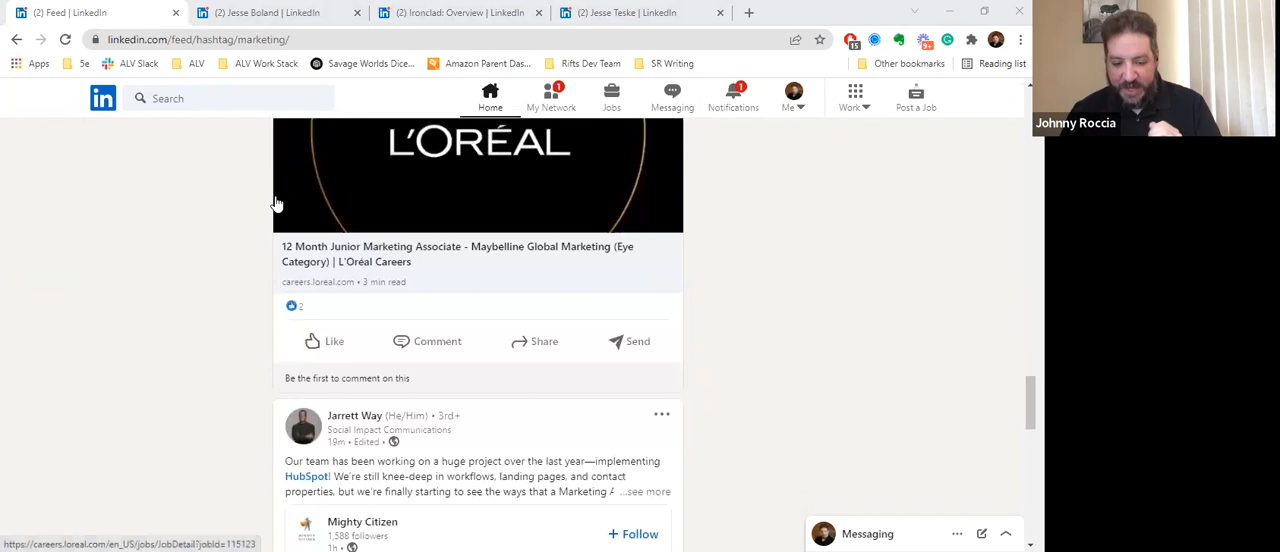 (2) Feed | LinkedIn
(2) Jesse Boland | LinkedIn
(2) Ironclad: Overview | LinkedIn
(2) Jesse Teske | LinkedIn
linkedin.com/feed/hashtag/marketing/
15
9+
Apps
5e
ALV Slack
ALV
ALV Work Stack
Savage Worlds Dice...
Amazon Parent Das...
Rifts Dev Team
SR Writing
Other bookmarks
Reading list
in
Search
Home
1
My Network
Jobs
Messaging
1
Notifications
Me
Work
Post a Job
Johnny Roccia
L'ORÉAL
12 Month Junior Marketing Associate - Maybelline Global Marketing (Eye
Category) | L'Oréal Careers
careers.loreal.com • 3 min read
2
Like
Comment
Share
Send
Be the first to comment on this
Jarrett Way (He/Him) • 3rd+
Social Impact Communications
19m • Edited •
Our team has been working on a huge project over the last year—implementing
HubSpot! We're still knee-deep in workflows, landing pages, and contact
properties, but we're finally starting to see the ways that a Marketing A ...see more
Mighty Citizen
1,588 followers
1h •
+ Follow
Messaging
https://careers.loreal.com/en_US/jobs/JobDetail?jobId=115123